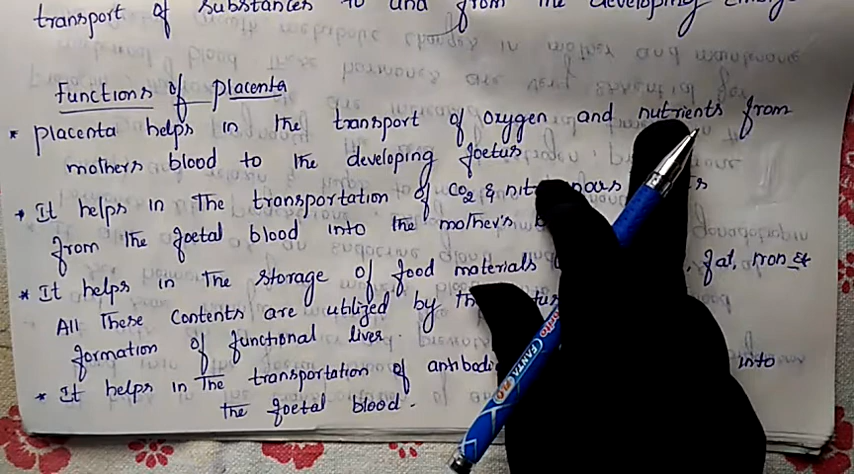 transport of substances to and from the developing
Functions of placenta
* placenta helps in the transport of oxygen and nutrients from
mothers blood to the developing foetus
* It helps in the transportation of CO2 &
from the foetal blood into the mother's
* It helps in the storage of food materials fat, iron
All these contents are utilized by
formation of functional liver.
* It helps in the transportation of into
the foetal blood.